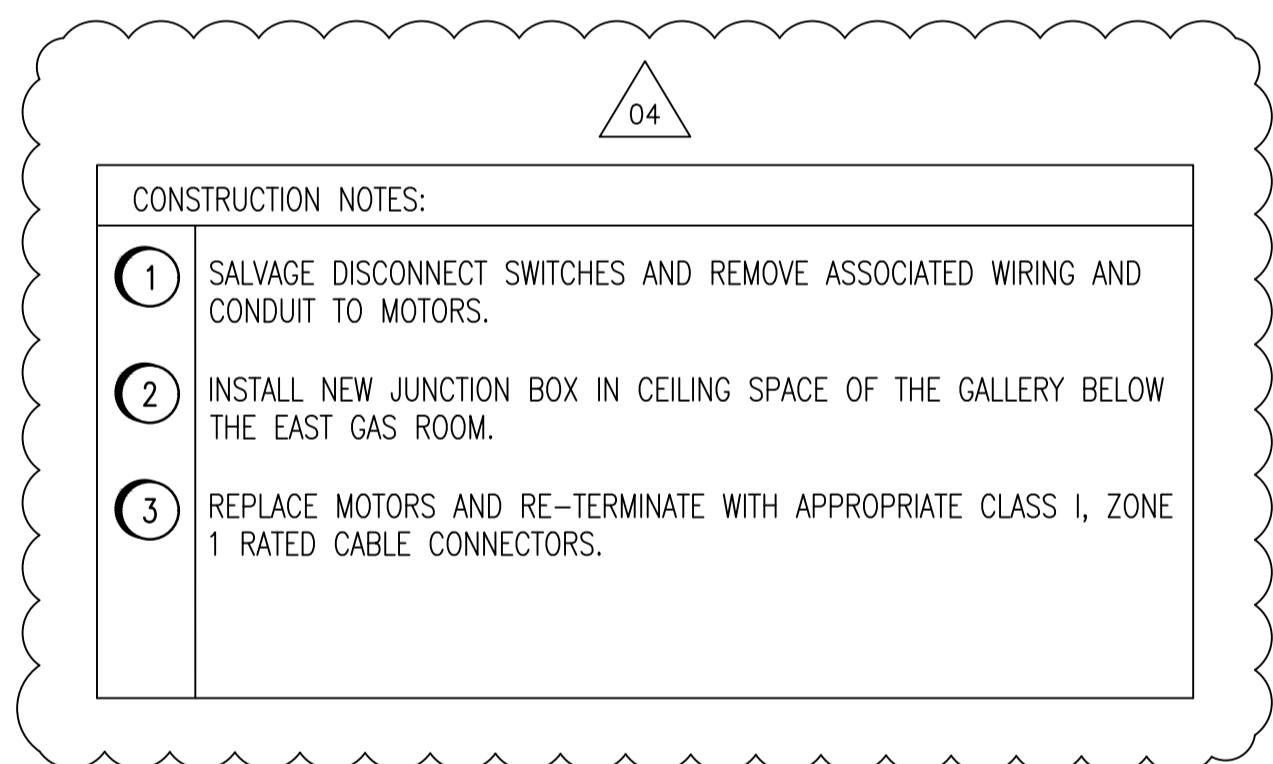 04
CONSTRUCTION NOTES:
1 SALVAGE DISCONNECT SWITCHES AND REMOVE ASSOCIATED WIRING AND
CONDUIT TO MOTORS.
2 INSTALL NEW JUNCTION BOX IN CEILING SPACE OF THE GALLERY BELOW
THE EAST GAS ROOM.
3 REPLACE MOTORS AND RE-TERMINATE WITH APPROPRIATE CLASS I, ZONE
1 RATED CABLE CONNECTORS.